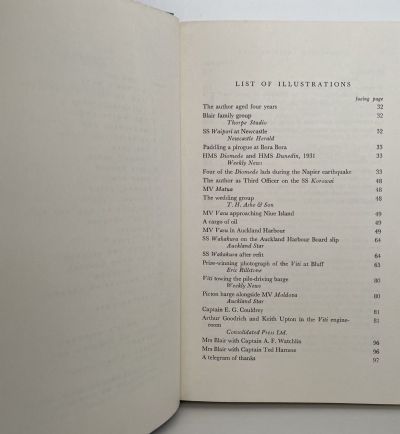 LIST OF ILLUSTRATIONS
facing page
The author aged four years 32
Blair family group 32
Thorpe Studio
SS Waipari at Newcastle 32
Newcastle Herald
Paddling a pirogue at Bora Bora 33
HMS Diomede and HMS Dunedin, 1931
Weekly News
Four of the Diomede lads during the Napier earthquake 33
The author as Third Officer on the SS Korowai 48
MV Matua 48
The wedding group 48
T. H. Ashe & Son
MV Varu approaching Niue Island 49
A cargo of oil 49
MV Varu in Auckland Harbour 49
SS Wakakura on the Auckland Harbour Board slip 64
Auckland Star
SS Wakakura after refit 64
Prize-winning photograph of the Viti at Bluff 65
Eric Billstone
Viti towing the pile-driving barge 80
Weekly News
Picton barge alongside MV Moldona 80
Auckland Star
Captain E. G. Couldrey 81
Arthur Goodrich and Keith Upton in the Viti engine- 81
room
Consolidated Press Ltd.
Mrs Blair with Captain A. F. Watchlin 96
Mrs Blair with Captain Ted Harnese 96
A telegram of thanks 97